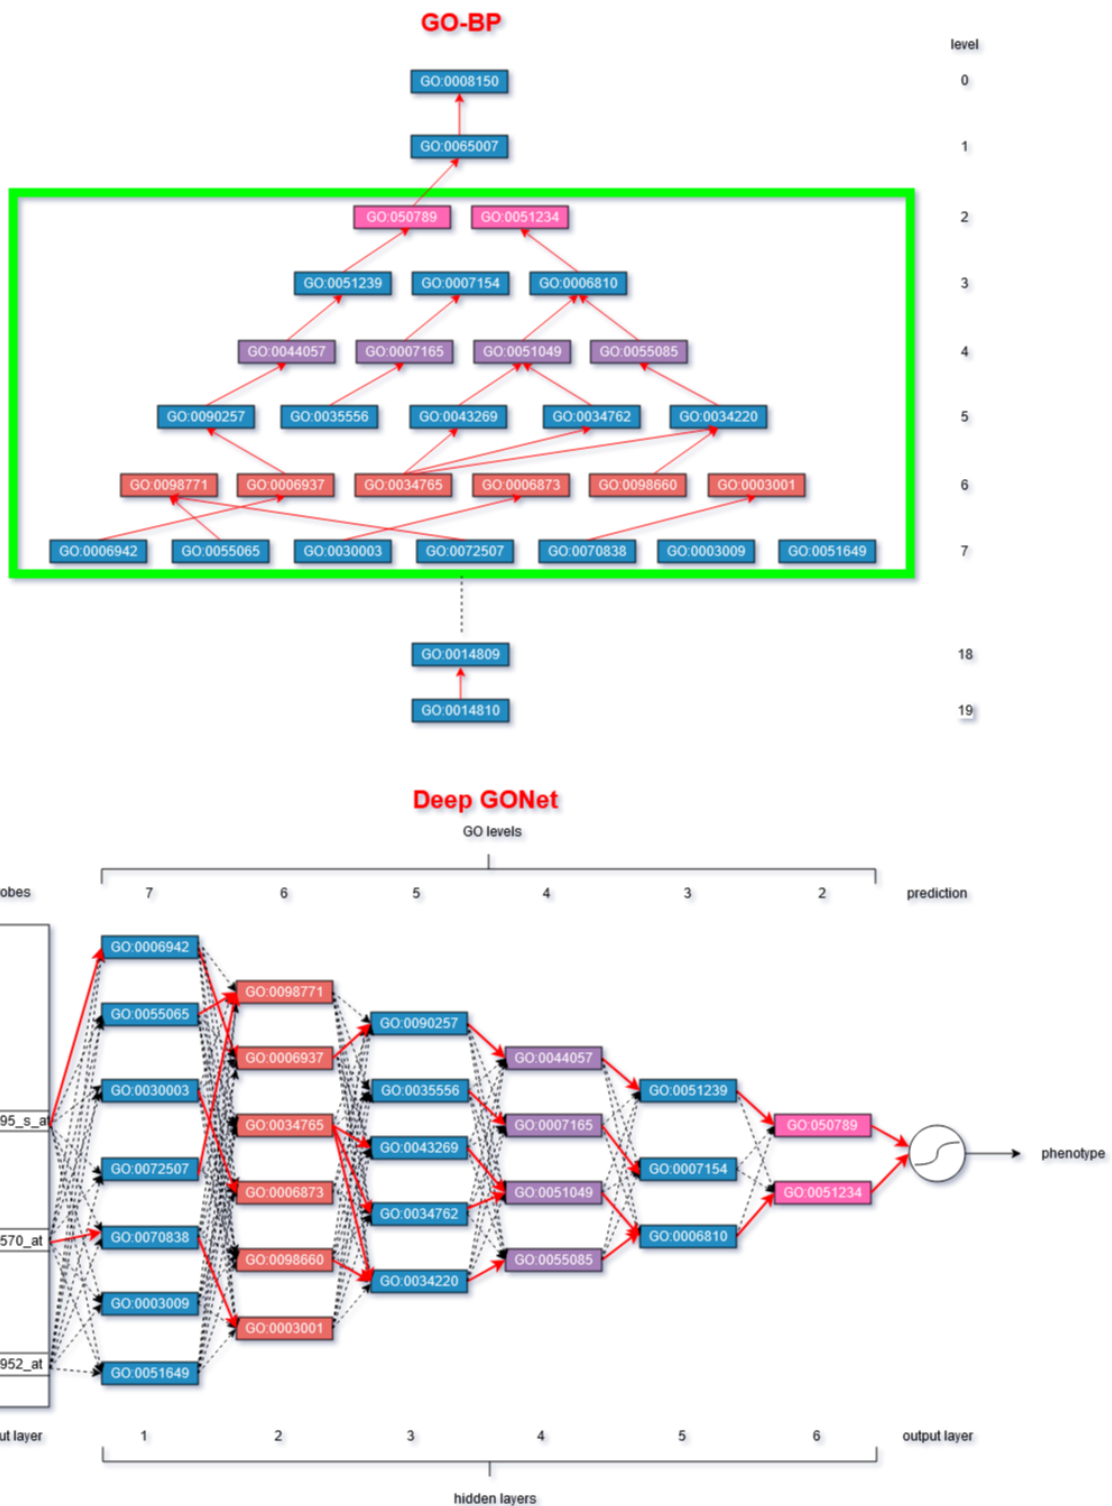 GO-BP
level
GO:0008150 0
GO:0065007 1
GO:050789 GO:0051234 2
GO:0051239 GO:0007154 GO:0006810 3
GO:0044057 GO:0007165 GO:0051049 GO:0055085 4
GO:0090257 GO:0035556 GO:0043269 GO:0034762 GO:0034220 5
GO:0098771 GO:0006937 GO:0034765 GO:0006873 GO:0098660 GO:0003001 6
GO:0006942 GO:0055065 GO:0030003 GO:0072507 GO:0070838 GO:0003009 GO:0051649 7
GO:0014809 18
GO:0014810 19
Deep GONet
GO levels
obes 7 6 5 4 3 2 prediction
GO:0006942
GO:0098771
GO:0055065
GO:0090257
GO:0006937 GO:0044057
GO:0030003 GO:0035556 GO:0051239
95_s_at GO:0034765 GO:0007165 GO:050789
GO:0043269
phenotype
GO:0072507 GO:0007154
GO:0006873 GO:0051049 GO:0051234
GO:0034762
570_at GO:0070838 GO:0006810
GO:0098660 GO:0055085
GO:0034220
GO:0003009
GO:0003001
952_at GO:0051649
ut layer 1 2 3 4 5 6 output layer
hidden layers